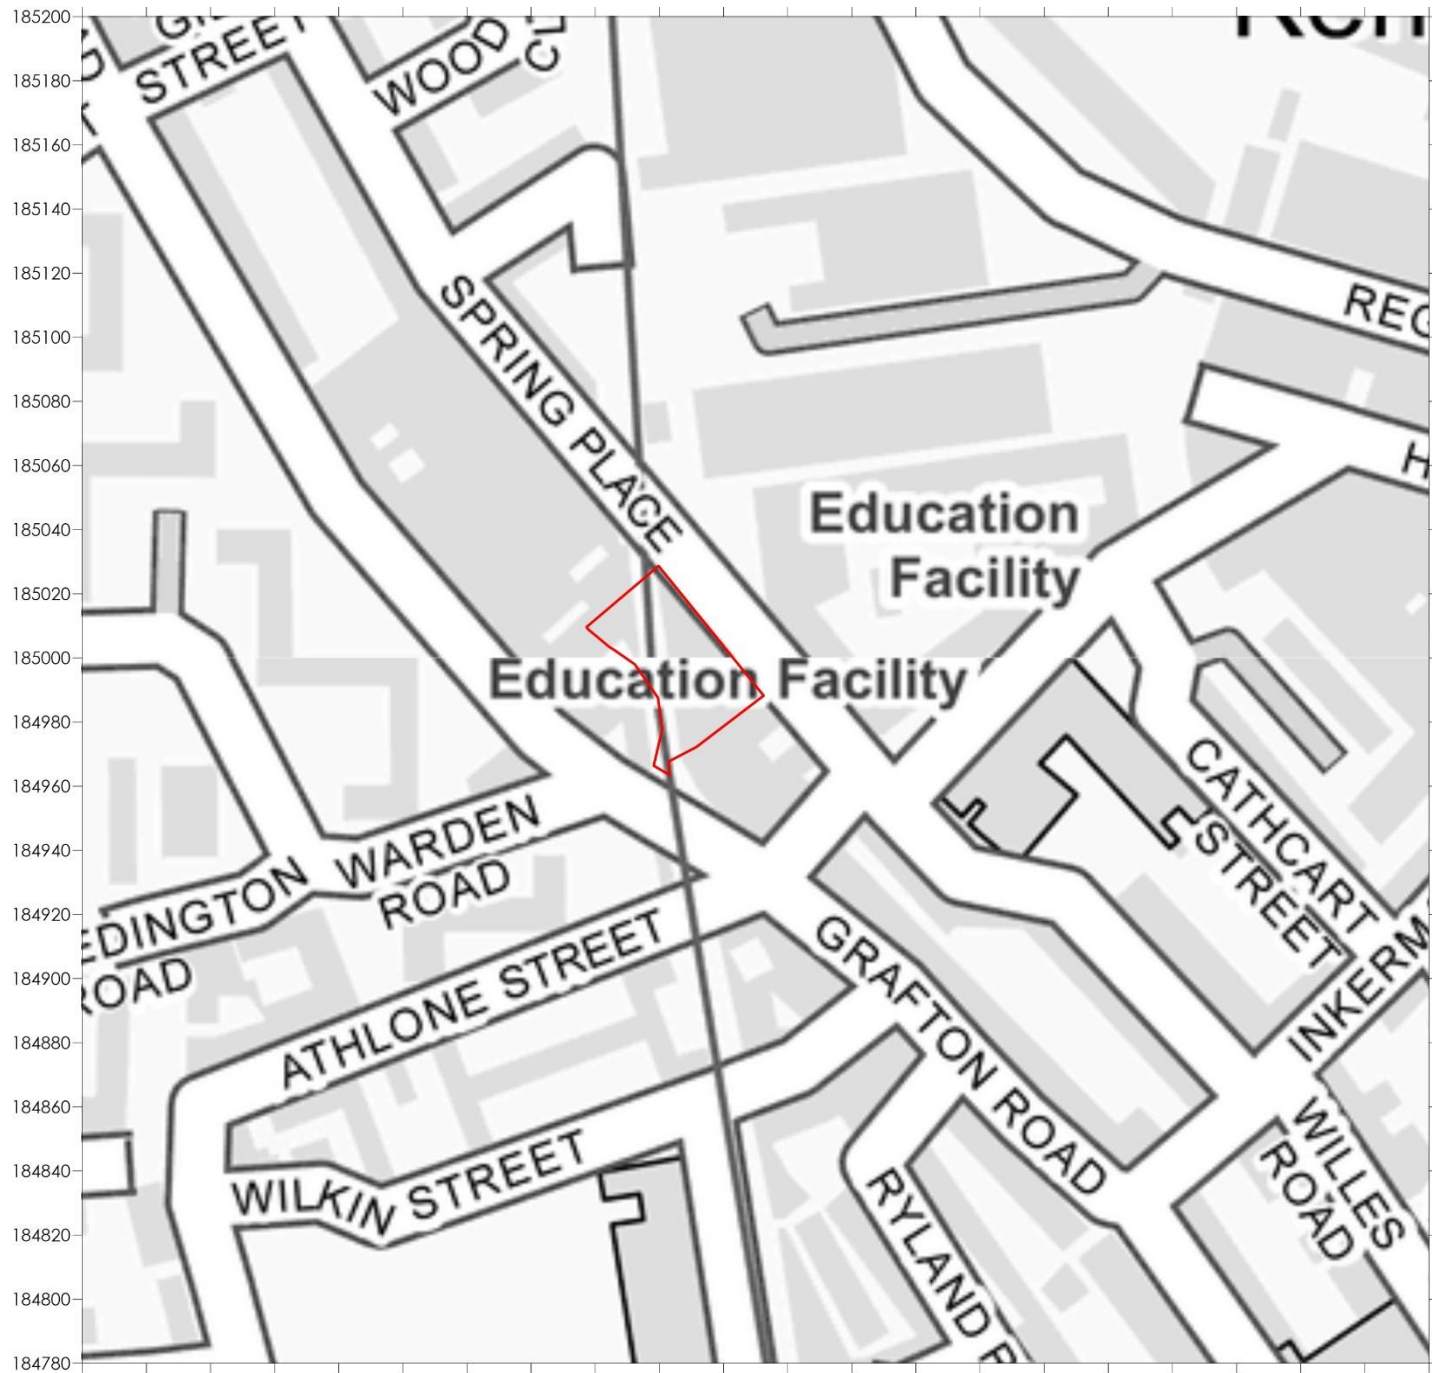 185200
185180
185160
185140
185120
185100
185080
185060
185040
185020
185000
184980
184960
184940
184920
184900
184880
184860
184840
184820
184800
184780
STREET
WOOD
CL
SPRING PLACE
REG
H
Education
Facility
Education Facility
WARDEN
ROAD
EDINGTON
ROAD
ATHLONE STREET
WILKIN STREET
GRAFTON ROAD
CATHCART
STREET
INKERM
WILLES
ROAD
RYLAND R